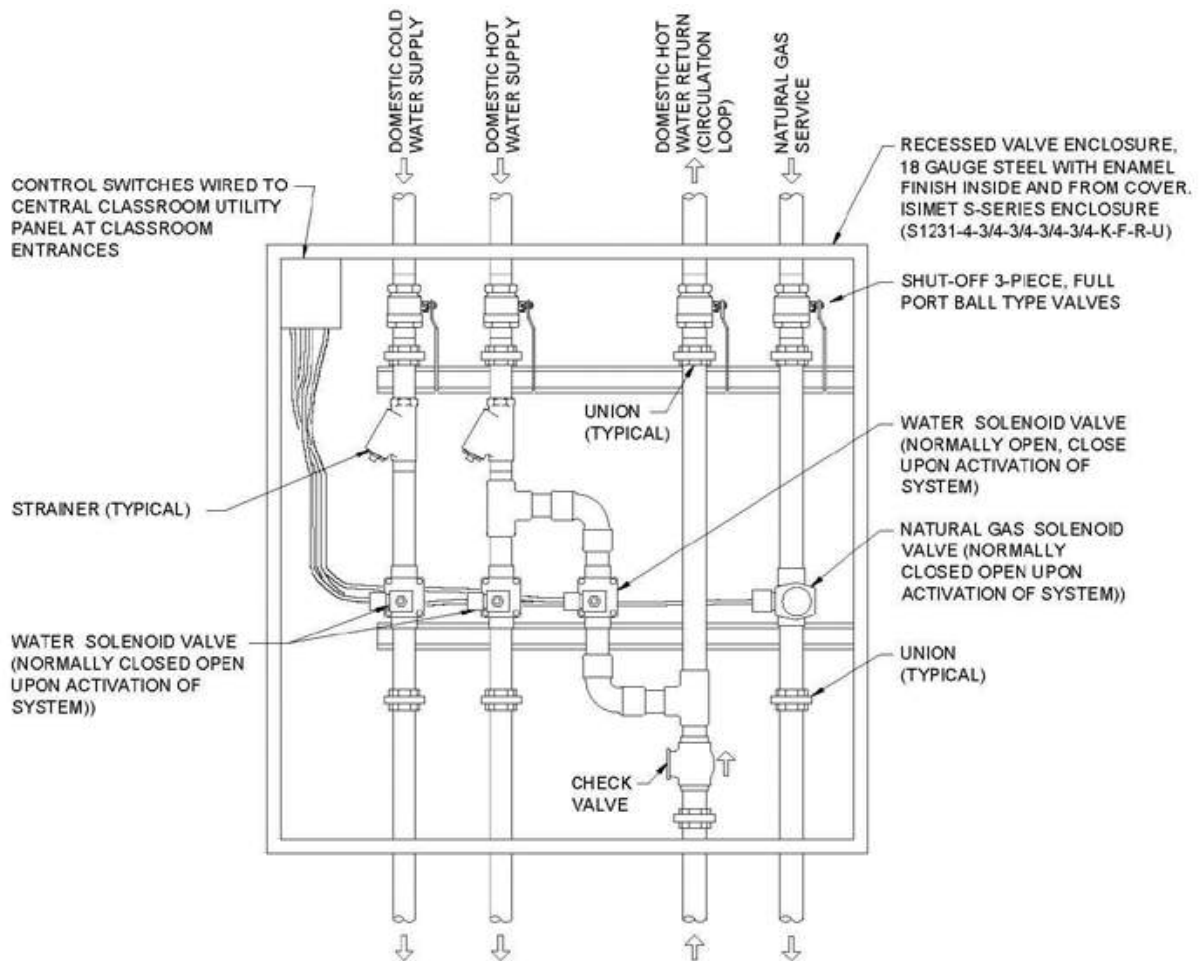 DOMESTIC COLD
WATER SUPPLY
DOMESTIC HOT
WATER SUPPLY
DOMESTIC HOT
WATER RETURN
(CIRCULATION
LOOP)
NATURAL GAS
SERVICE
CONTROL SWITCHES WIRED TO
CENTRAL CLASSROOM UTILITY
PANEL AT CLASSROOM
ENTRANCES
RECESSED VALVE ENCLOSURE,
18 GAUGE STEEL WITH ENAMEL
FINISH INSIDE AND FROM COVER.
ISIMET S-SERIES ENCLOSURE
(S1231-4-3/4-3/4-3/4-3/4-K-F-R-U)
SHUT-OFF 3-PIECE, FULL
PORT BALL TYPE VALVES
UNION
(TYPICAL)
WATER SOLENOID VALVE
(NORMALLY OPEN, CLOSE
UPON ACTIVATION OF
SYSTEM)
STRAINER (TYPICAL)
NATURAL GAS SOLENOID
VALVE (NORMALLY
CLOSED OPEN UPON
ACTIVATION OF SYSTEM))
WATER SOLENOID VALVE
(NORMALLY CLOSED OPEN
UPON ACTIVATION OF
SYSTEM))
UNION
(TYPICAL)
CHECK
VALVE